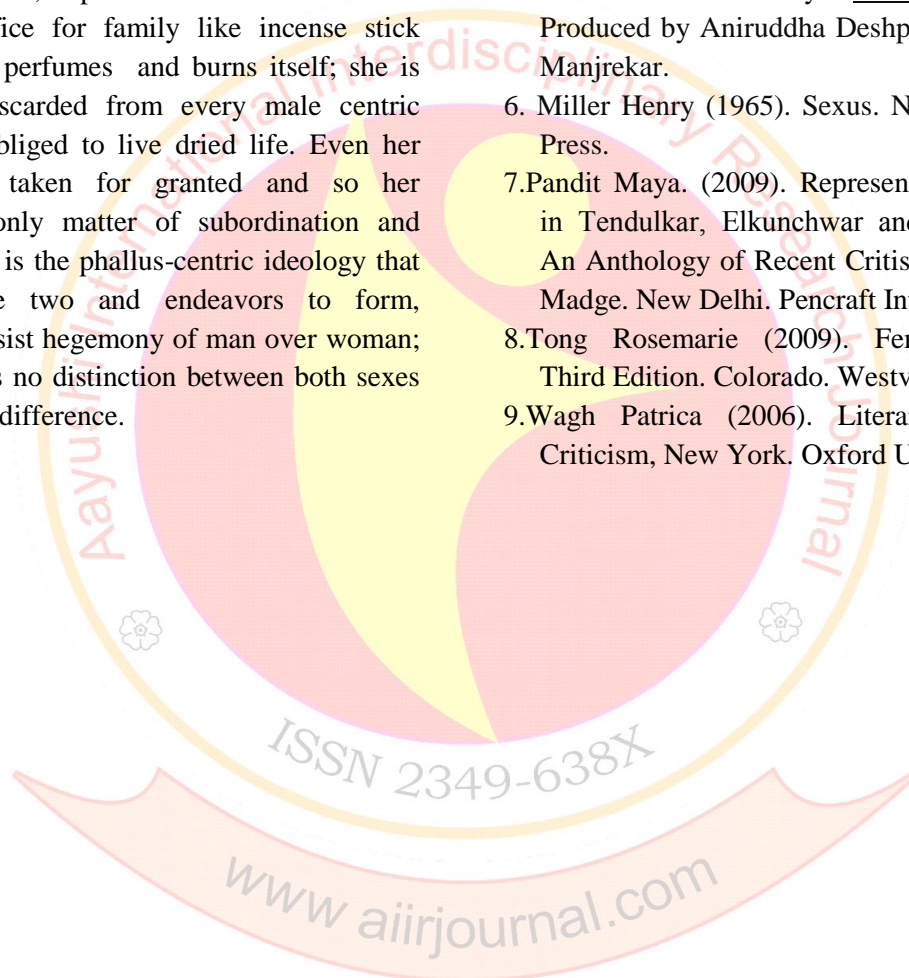 fice for family like incense stick
perfumes and burns itself; she is
scarded from every male centric
bliged to live dried life. Even her
taken for granted and so her
only matter of subordination and
is the phallus-centric ideology that
e two and endeavors to form,
sist hegemony of man over woman;
s no distinction between both sexes
difference.
Produced by Aniruddha Deshp
Manjrekar.
6. Miller Henry (1965). Sexus. N
Press.
7.Pandit Maya. (2009). Represen
in Tendulkar, Elkunchwar and
An Anthology of Recent Critis
Madge. New Delhi. Pencraft In
8.Tong Rosemarie (2009). Fe
Third Edition. Colorado. Westv
9.Wagh Patrica (2006). Litera
Criticism, New York. Oxford U
Aayushi International Interdisciplinary Research Journal
ISSN 2349-638X
www aiirjournal.com